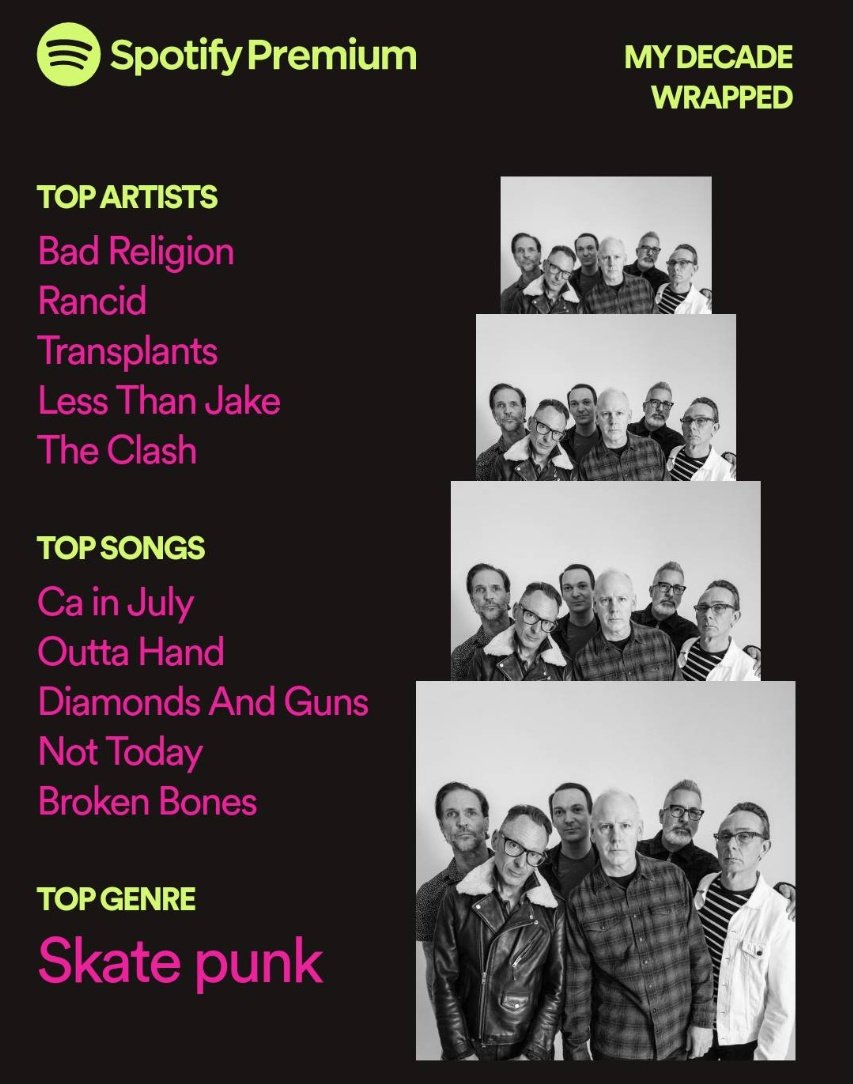 Spotify Premium
MY DECADE
WRAPPED
TOP ARTISTS
Bad Religion
Rancid
Transplants
Less Than Jake
The Clash
TOP SONGS
Ca in July
Outta Hand
Diamonds And Guns
Not Today
Broken Bones
TOP GENRE
Skate punk